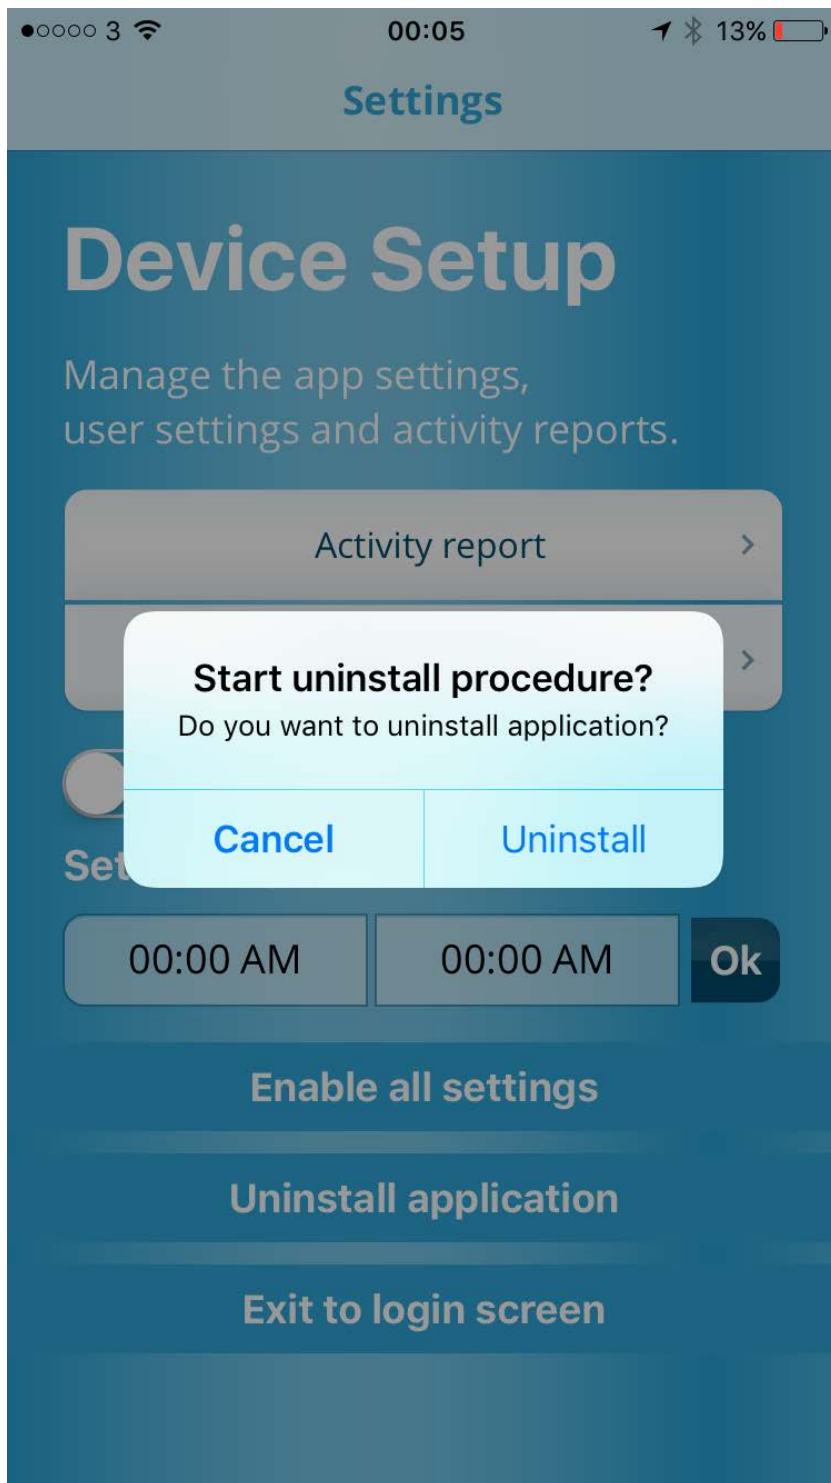 3 00:05 13%
Settings
Device Setup
Manage the app settings,
user settings and activity reports.
Activity report
Start uninstall procedure?
Do you want to uninstall application?
Cancel Uninstall
Set
00:00 AM 00:00 AM Ok
Enable all settings
Uninstall application
Exit to login screen